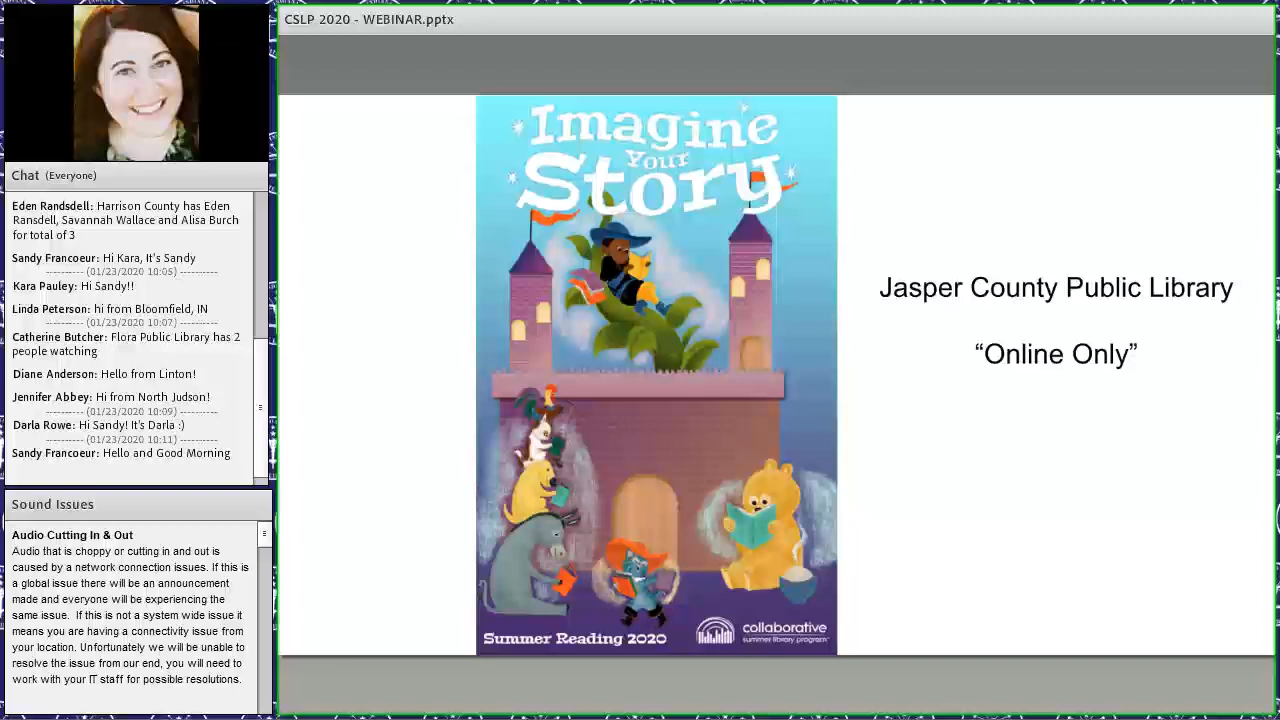 CSLP 2020 - WEBINAR.pptx
Chat (Everyone)
Eden Randsdell: Harrison County has Eden
Ransdell, Savannah Wallace and Alisa Burch
for total of 3
Sandy Francoeur: Hi Kara, It's Sandy
---------- (01/23/2020 10:05) ----------
Kara Pauley: Hi Sandy!!
Linda Peterson: hi from Bloomfield, IN
---------- (01/23/2020 10:07) ----------
Catherine Butcher: Flora Public Library has 2
people watching
Diane Anderson: Hello from Linton!
Jennifer Abbey: Hi from North Judson!
---------- (01/23/2020 10:09) ----------
Darla Rowe: Hi Sandy! It's Darla :)
---------- (01/23/2020 10:11) ----------
Sandy Francoeur: Hello and Good Morning
Sound Issues
Audio Cutting In & Out
Audio that is choppy or cutting in and out is
caused by a network connection issues. If this is
a global issue there will be an announcement
made and everyone will be experiencing the
same issue. If this is not a system wide issue it
means you are having a connectivity issue from
your location. Unfortunately we will be unable to
resolve the issue from our end, you will need to
work with your IT staff for possible resolutions.
Imagine
Your
Story
Summer Reading 2020
collaborative
summer library program
Jasper County Public Library
“Online Only”